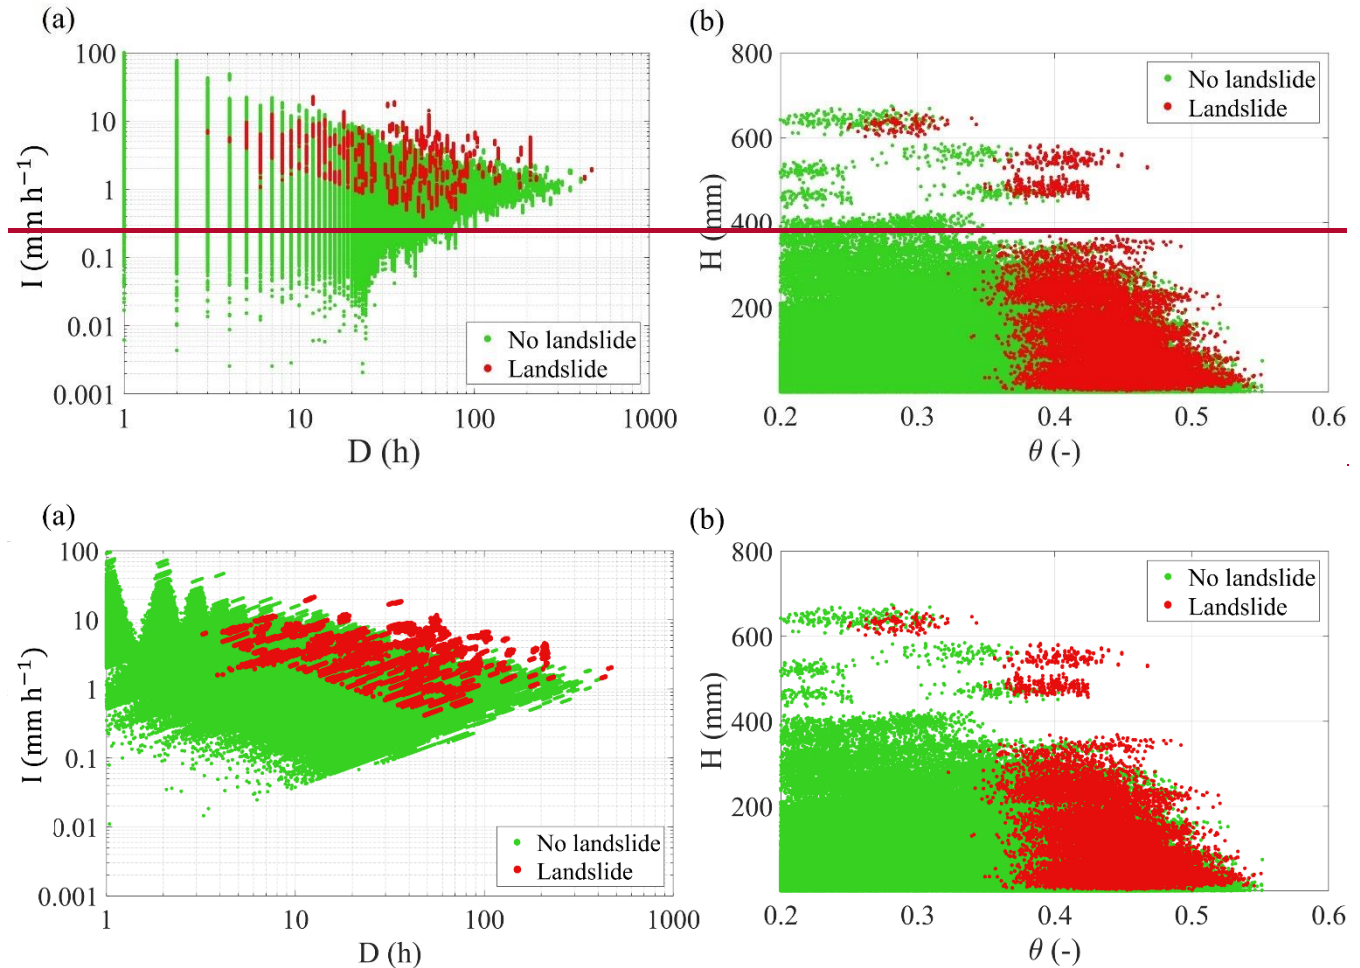 (a)
(b)
100
10
1
0.1
0.01
0.001
I (mm h⁻¹)
1
10
100
1000
D (h)
No landslide
Landslide
800
600
400
200
H (mm)
0.2
0.3
0.4
0.5
0.6
θ (-)
No landslide
Landslide
(a)
(b)
100
10
1
0.1
0.01
0.001
I (mm h⁻¹)
1
10
100
1000
D (h)
No landslide
Landslide
800
600
400
200
H (mm)
0.2
0.3
0.4
0.5
0.6
θ (-)
No landslide
Landslide